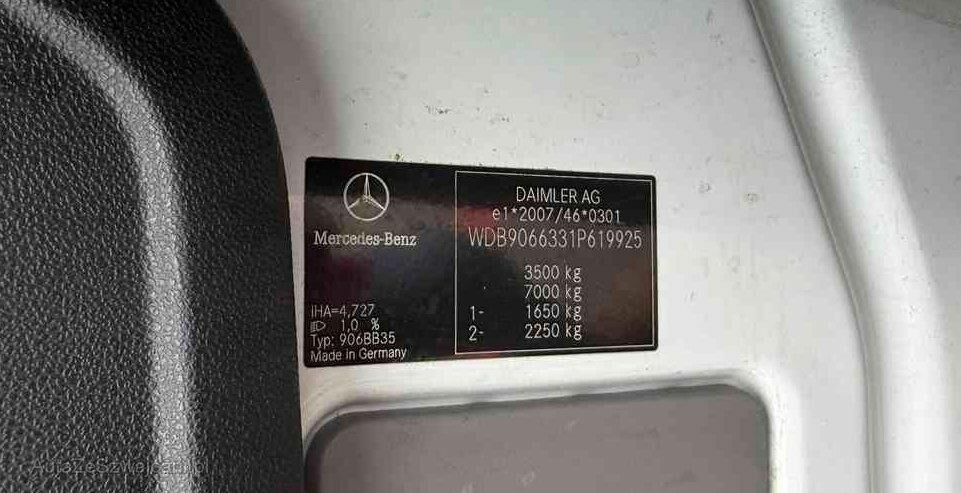 DAIMLER AG
e1*2007/46*0301
WDB9066331P619925
3500 kg
7000 kg
1- 1650 kg
2- 2250 kg
Mercedes-Benz
iHA=4,727
1,0 %
Typ: 906BB35
Made in Germany